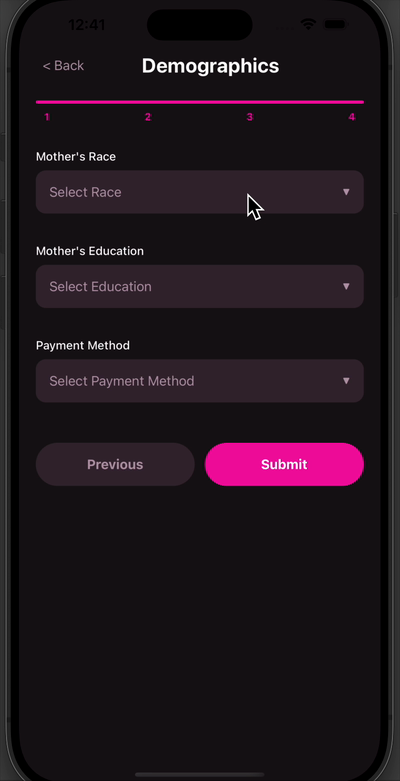 12:41
< Back
Demographics
1 2 3 4
Mother's Race
Select Race
Mother's Education
Select Education
Payment Method
Select Payment Method
Previous
Submit